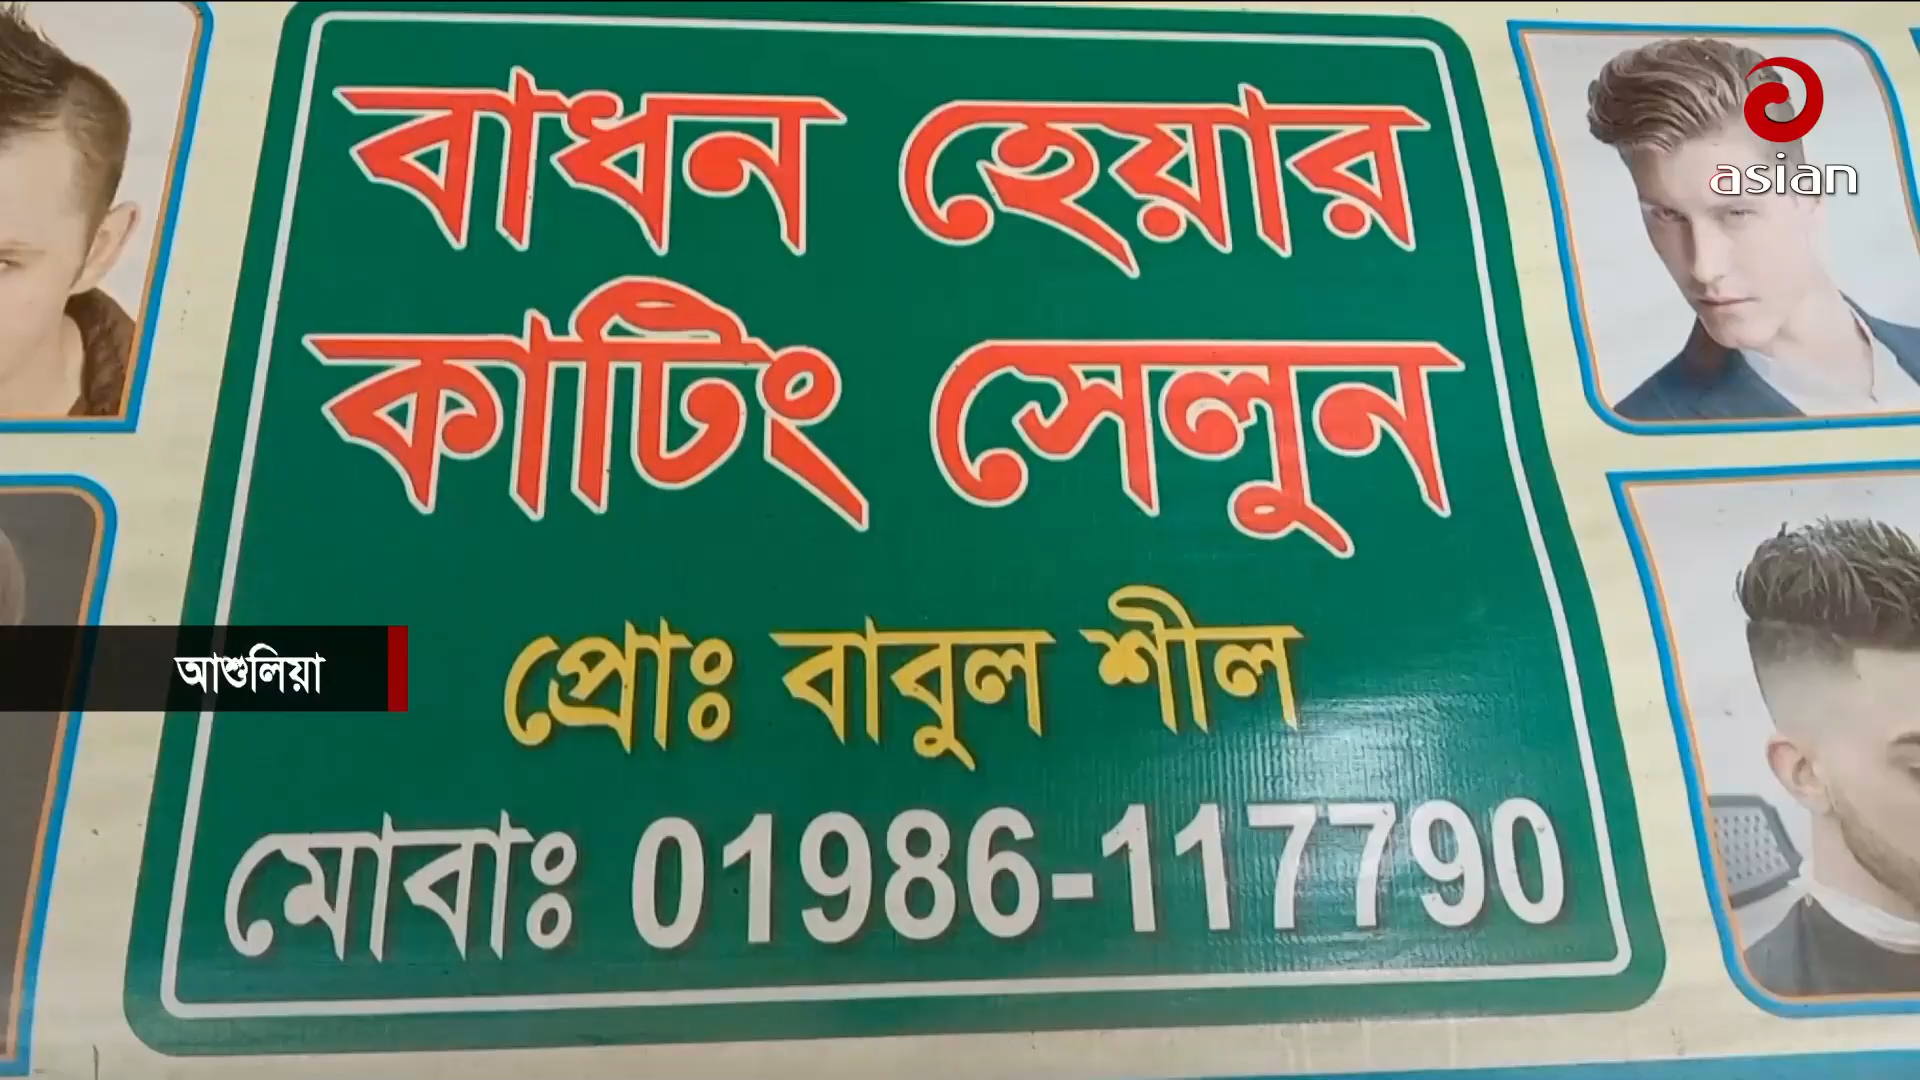 বাধন হেয়ার
কাটিং সেলুন
প্রোঃ বাবুল শীল
মোবাঃ 01986-117790
আশুলিয়া
asian